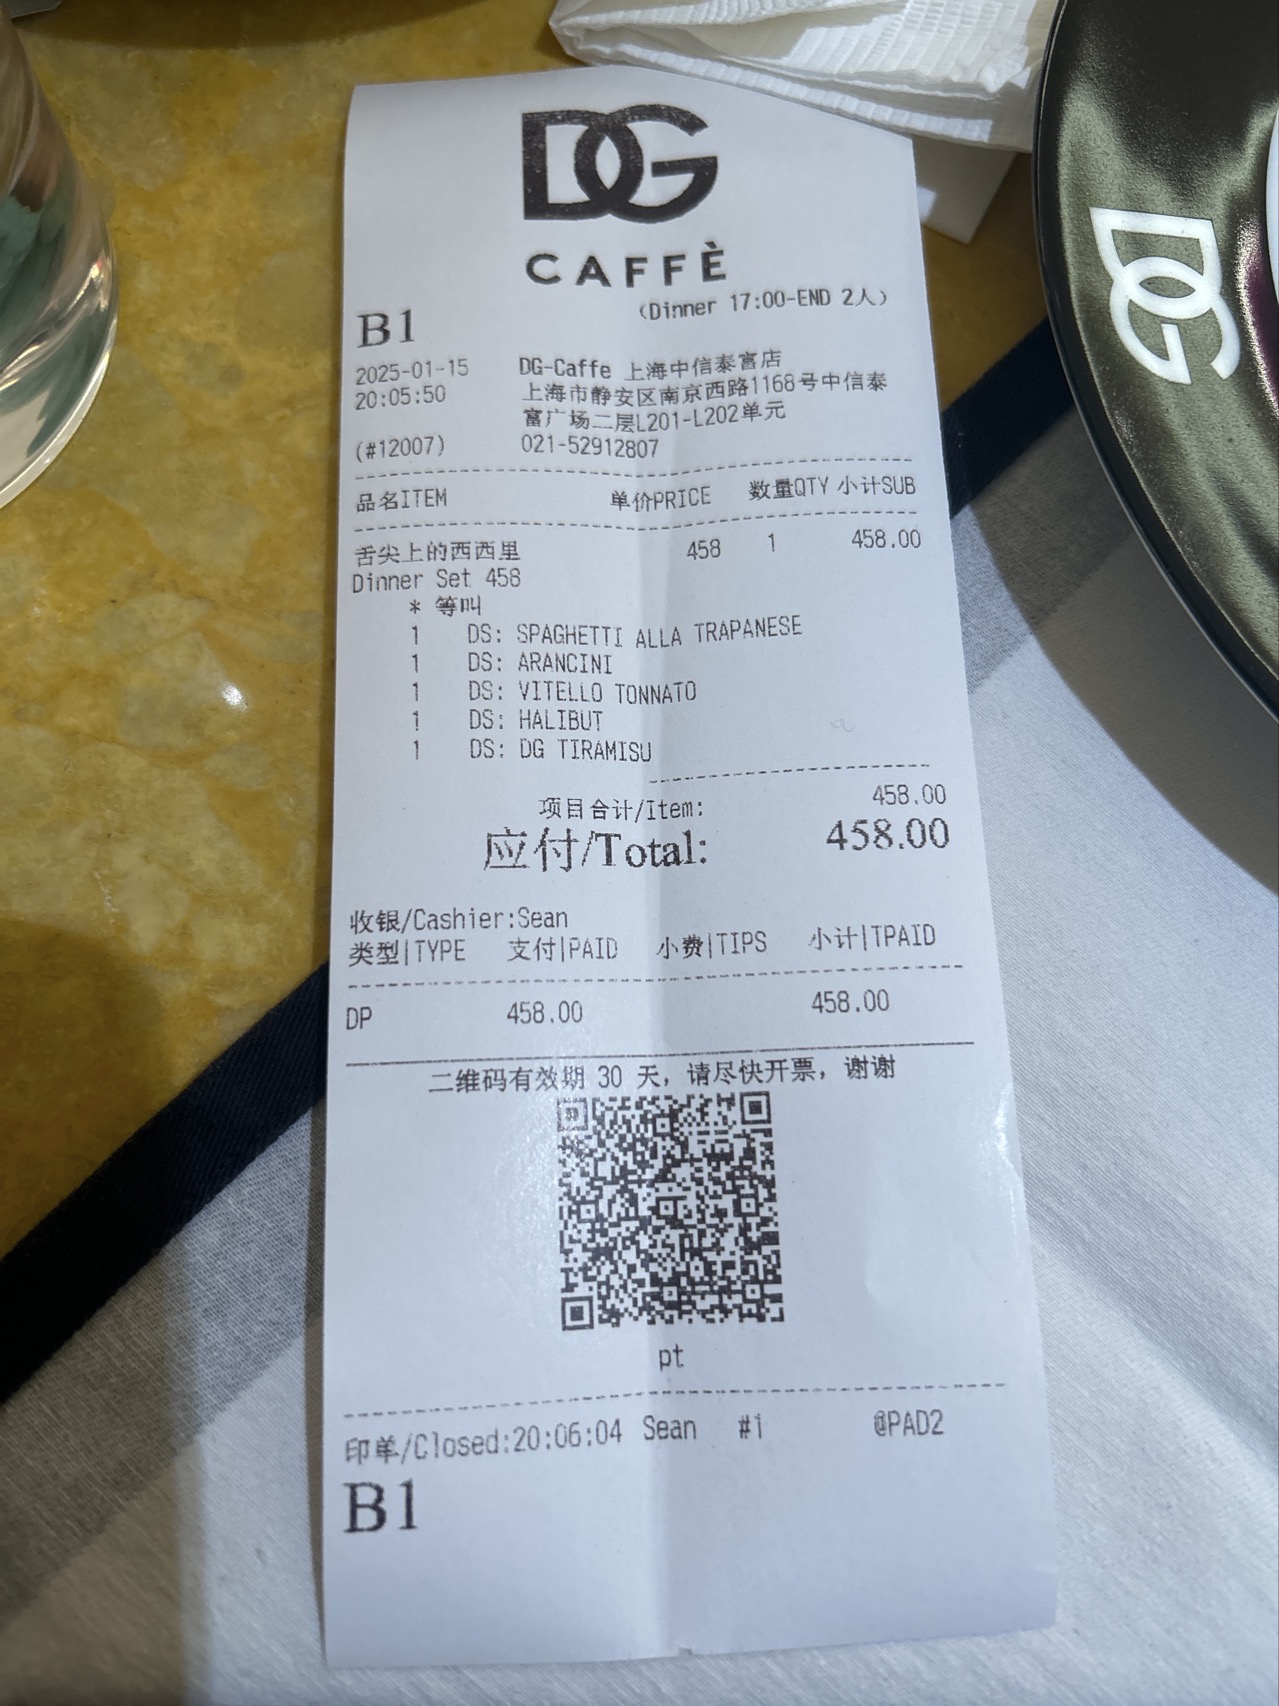 DG
CAFFÈ
(Dinner 17:00-END 2人)
B1
2025-01-15 DG-Caffe 上海中信泰富店
20:05:50 上海市静安区南京西路1168号中信泰
富广场二层L201-L202单元
(#12007) 021-52912807
品名ITEM 单价PRICE 数量QTY 小计SUB
舌尖上的西西里 458 1 458.00
Dinner Set 458
* 等叫
1 DS: SPAGHETTI ALLA TRAPANESE
1 DS: ARANCINI
1 DS: VITELLO TONNATO
1 DS: HALIBUT
1 DS: DG TIRAMISU
项目合计/Item: 458.00
应付/Total: 458.00
收银/Cashier:Sean
类型|TYPE 支付|PAID 小费|TIPS 小计|TPAID
DP 458.00 458.00
二维码有效期 30 天，请尽快开票，谢谢
pt
印单/Closed:20:06:04 Sean #1 @PAD2
B1
DG